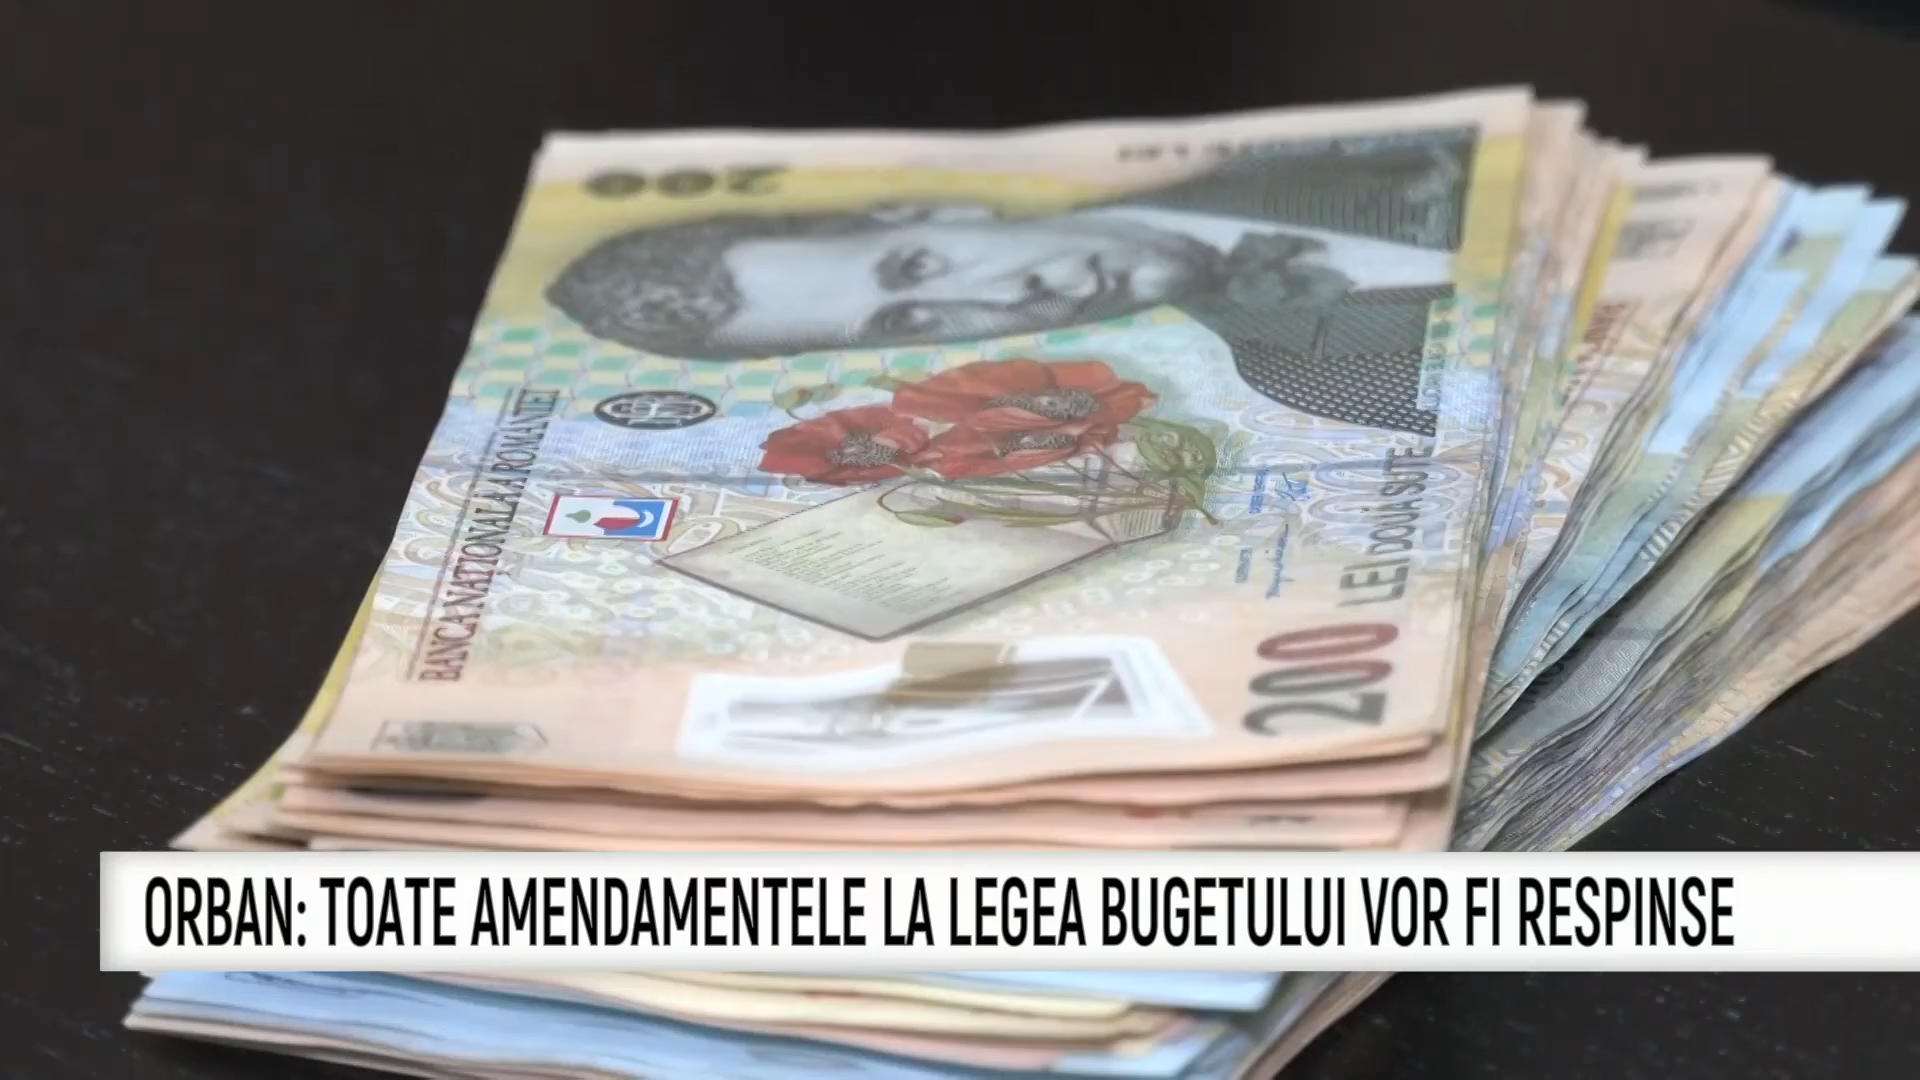 200
BANCA NAȚIONALĂ A ROMÂNIEI
LEI DOUĂ SUTE
200
ORBAN: TOATE AMENDAMENTELE LA LEGEA BUGETULUI VOR FI RESPINSE